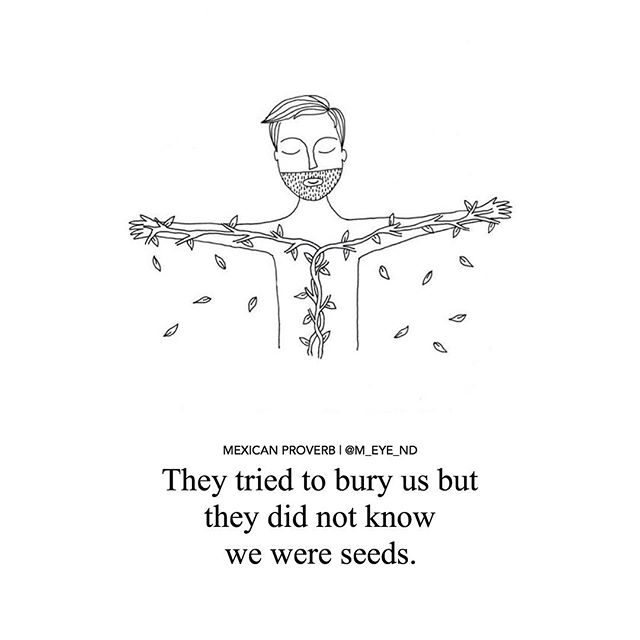 MEXICAN PROVERB | @M_EYE_ND
They tried to bury us but
they did not know
we were seeds.